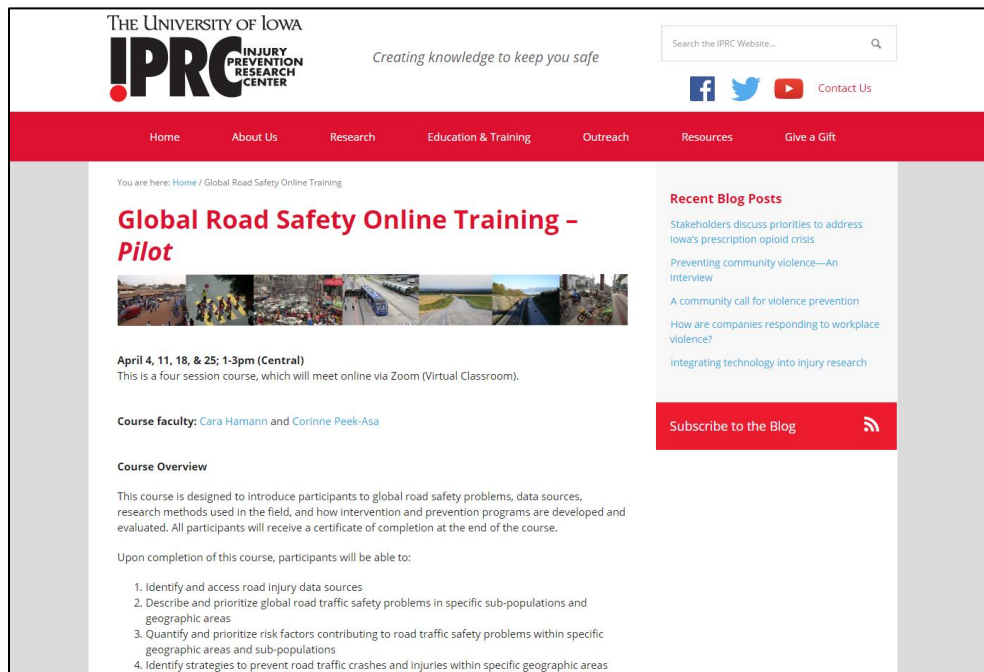 THE UNIVERSITY OF IOWA
IPRC
INJURY
PREVENTION
RESEARCH
CENTER
Creating knowledge to keep you safe
Search the IPRC Website...
Contact Us
Home About Us Research Education & Training Outreach Resources Give a Gift
You are here: Home / Global Road Safety Online Training
Global Road Safety Online Training –
Pilot
April 4, 11, 18, & 25; 1-3pm (Central)
This is a four session course, which will meet online via Zoom (Virtual Classroom).
Course faculty: Cara Hamann and Corinne Peek-Asa
Course Overview
This course is designed to introduce participants to global road safety problems, data sources,
research methods used in the field, and how intervention and prevention programs are developed and
evaluated. All participants will receive a certificate of completion at the end of the course.
Upon completion of this course, participants will be able to:
1. Identify and access road injury data sources
2. Describe and prioritize global road traffic safety problems in specific sub-populations and
geographic areas
3. Quantify and prioritize risk factors contributing to road traffic safety problems within specific
geographic areas and sub-populations
4. Identify strategies to prevent road traffic crashes and injuries within specific geographic areas
Recent Blog Posts
Stakeholders discuss priorities to address
Iowa's prescription opioid crisis
Preventing community violence—An
Interview
A community call for violence prevention
How are companies responding to workplace
violence?
Integrating technology into injury research
Subscribe to the Blog